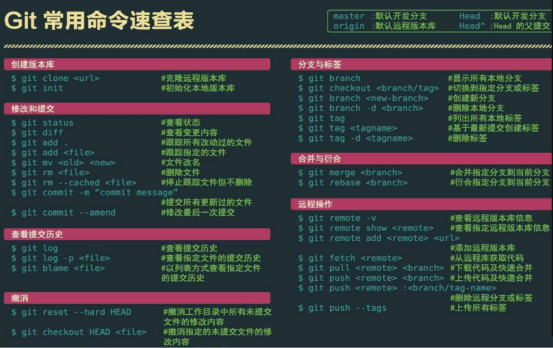 Git 常用命令速查表
master :默认开发分支 Head :默认开发分支
origin :默认远程版本库 Head^ :Head 的父提交
创建版本库
$ git clone <url> #克隆远程版本库
$ git init #初始化本地版本库
修改和提交
$ git status #查看状态
$ git diff #查看变更内容
$ git add . #跟踪所有改动过的文件
$ git add <file> #跟踪指定的文件
$ git mv <old> <new> #文件改名
$ git rm <file> #删除文件
$ git rm --cached <file> #停止跟踪文件但不删除
$ git commit -m “commit message”
#提交所有更新过的文件
$ git commit --amend #修改最后一次提交
查看提交历史
$ git log #查看提交历史
$ git log -p <file> #查看指定文件的提交历史
$ git blame <file> #以列表方式查看指定文件
的提交历史
撤消
$ git reset --hard HEAD #撤消工作目录中所有未提交
文件的修改内容
$ git checkout HEAD <file> #撤消指定的未提交文件的修
改内容
分支与标签
$ git branch #显示所有本地分支
$ git checkout <branch/tag> #切换到指定分支或标签
$ git branch <new-branch> #创建新分支
$ git branch -d <branch> #删除本地分支
$ git tag #列出所有本地标签
$ git tag <tagname> #基于最新提交创建标签
$ git tag -d <tagname> #删除标签
合并与衍合
$ git merge <branch> #合并指定分支到当前分支
$ git rebase <branch> #衍合指定分支到当前分支
远程操作
$ git remote -v #查看远程版本库信息
$ git remote show <remote> #查看指定远程版本库信息
$ git remote add <remote> <url>
#添加远程版本库
$ git fetch <remote> #从远程库获取代码
$ git pull <remote> <branch> #下载代码及快速合并
$ git push <remote> <branch> #上传代码及快速合并
$ git push <remote> :<branch/tag-name>
#删除远程分支或标签
$ git push --tags #上传所有标签